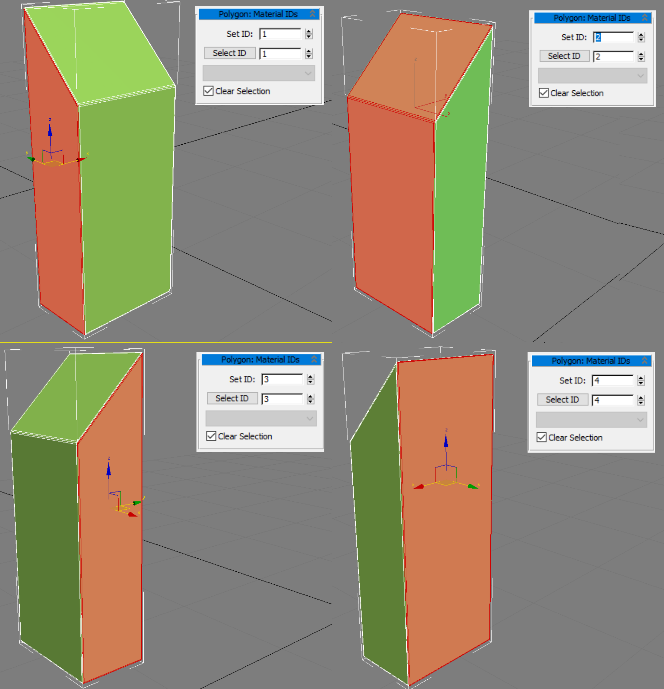 Polygon: Material IDs
Set ID: 1
Select ID 1
Clear Selection
Polygon: Material IDs
Set ID: 2
Select ID 2
Clear Selection
Polygon: Material IDs
Set ID: 3
Select ID 3
Clear Selection
Polygon: Material IDs
Set ID: 4
Select ID 4
Clear Selection